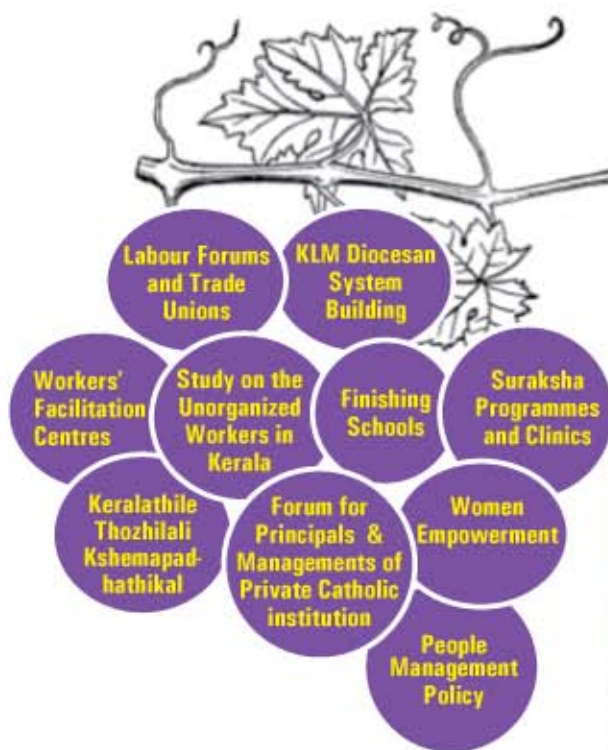 Labour Forums
and Trade
Unions
KLM Diocesan
System
Building
Workers'
Facilitation
Centres
Study on the
Unorganized
Workers in
Kerala
Finishing
Schools
Suraksha
Programmes
and Clinics
Keralathile
Thozhilali
Kshemapad-
hathikal
Forum for
Principals &
Managements of
Private Catholic
institution
Women
Empowerment
People
Management
Policy